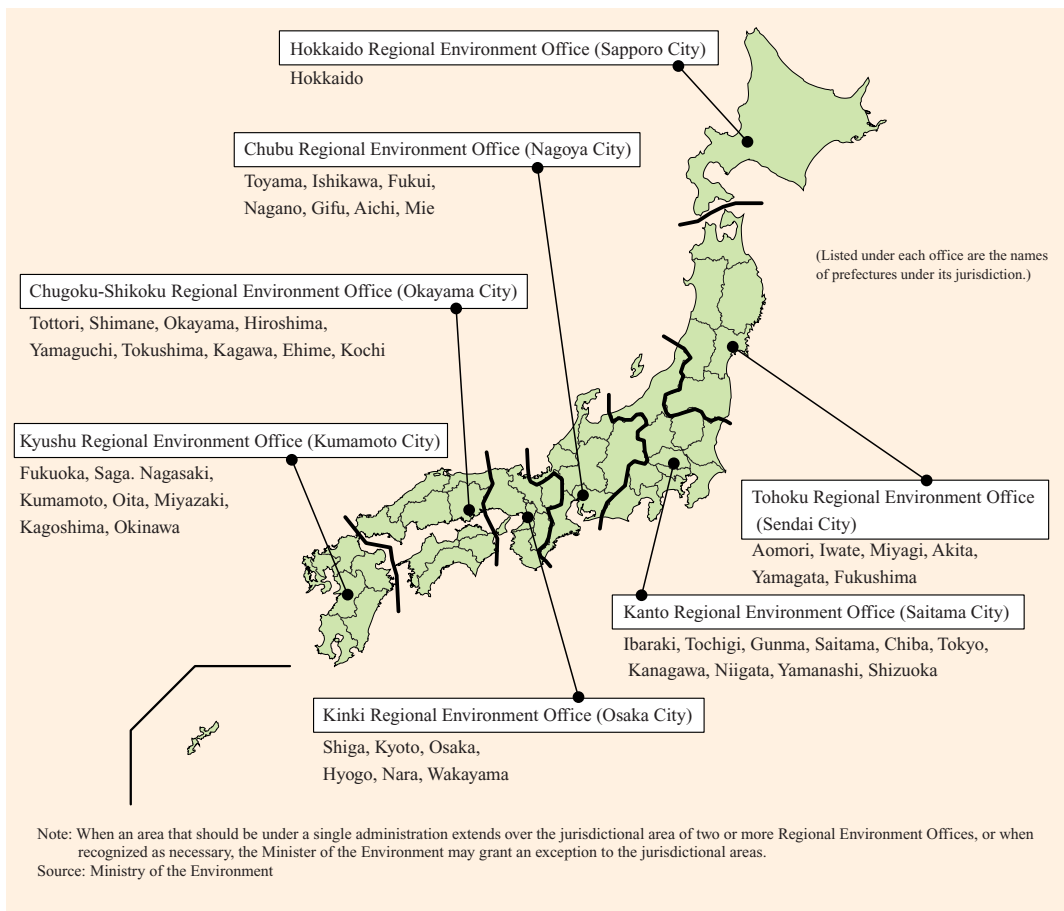 Hokkaido Regional Environment Office (Sapporo City)
Hokkaido
Chubu Regional Environment Office (Nagoya City)
Toyama, Ishikawa, Fukui,
Nagano, Gifu, Aichi, Mie
(Listed under each office are the names
of prefectures under its jurisdiction.)
Chugoku-Shikoku Regional Environment Office (Okayama City)
Tottori, Shimane, Okayama, Hiroshima,
Yamaguchi, Tokushima, Kagawa, Ehime, Kochi
Kyushu Regional Environment Office (Kumamoto City)
Fukuoka, Saga. Nagasaki,
Kumamoto, Oita, Miyazaki,
Kagoshima, Okinawa
Tohoku Regional Environment Office
(Sendai City)
Aomori, Iwate, Miyagi, Akita,
Yamagata, Fukushima
Kanto Regional Environment Office (Saitama City)
Ibaraki, Tochigi, Gunma, Saitama, Chiba, Tokyo,
Kanagawa, Niigata, Yamanashi, Shizuoka
Kinki Regional Environment Office (Osaka City)
Shiga, Kyoto, Osaka,
Hyogo, Nara, Wakayama
Note: When an area that should be under a single administration extends over the jurisdictional area of two or more Regional Environment Offices, or when
recognized as necessary, the Minister of the Environment may grant an exception to the jurisdictional areas.
Source: Ministry of the Environment